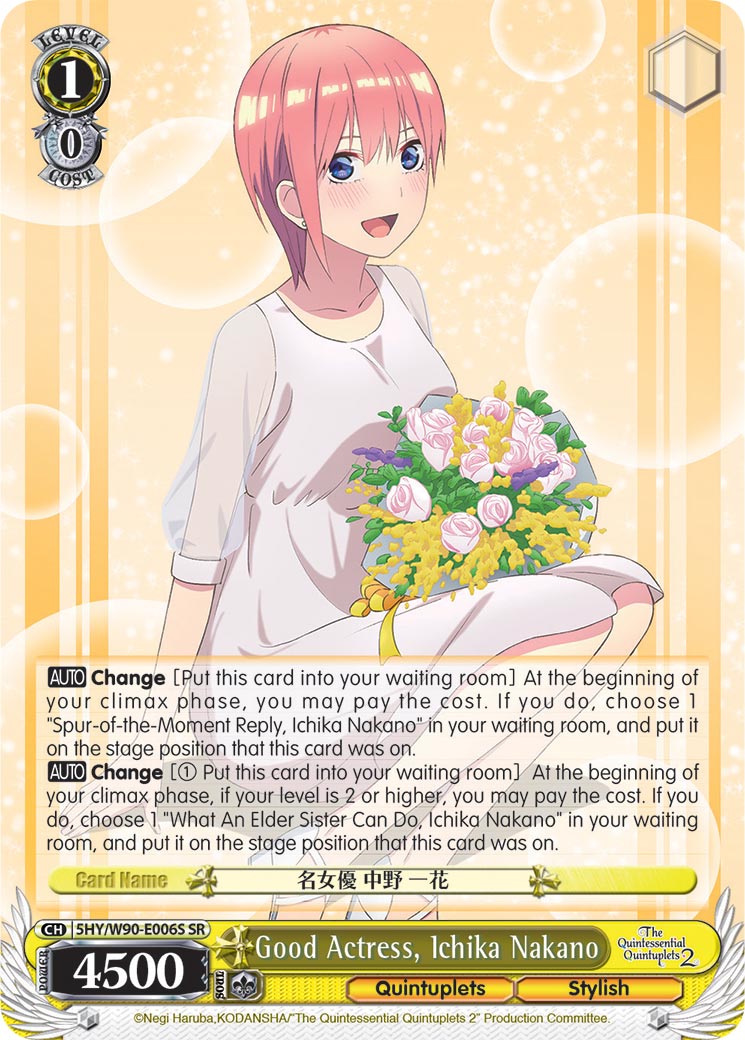 LEVEL
1
0
COST
AUTO Change [Put this card into your waiting room] At the beginning of
your climax phase, you may pay the cost. If you do, choose 1
"Spur-of-the-Moment Reply, Ichika Nakano" in your waiting room, and put it
on the stage position that this card was on.
AUTO Change [① Put this card into your waiting room] At the beginning of
your climax phase, if your level is 2 or higher, you may pay the cost. If you
do, choose 1 "What An Elder Sister Can Do, Ichika Nakano" in your waiting
room, and put it on the stage position that this card was on.
Card Name
名女優 中野 一花
CH 5HY/W90-E006S SR
Good Actress, Ichika Nakano
The
Quintessential
Quintuplets 2
POWER
4500
SOUL
Quintuplets
Stylish
©Negi Haruba,KODANSHA/"The Quintessential Quintuplets 2" Production Committee.